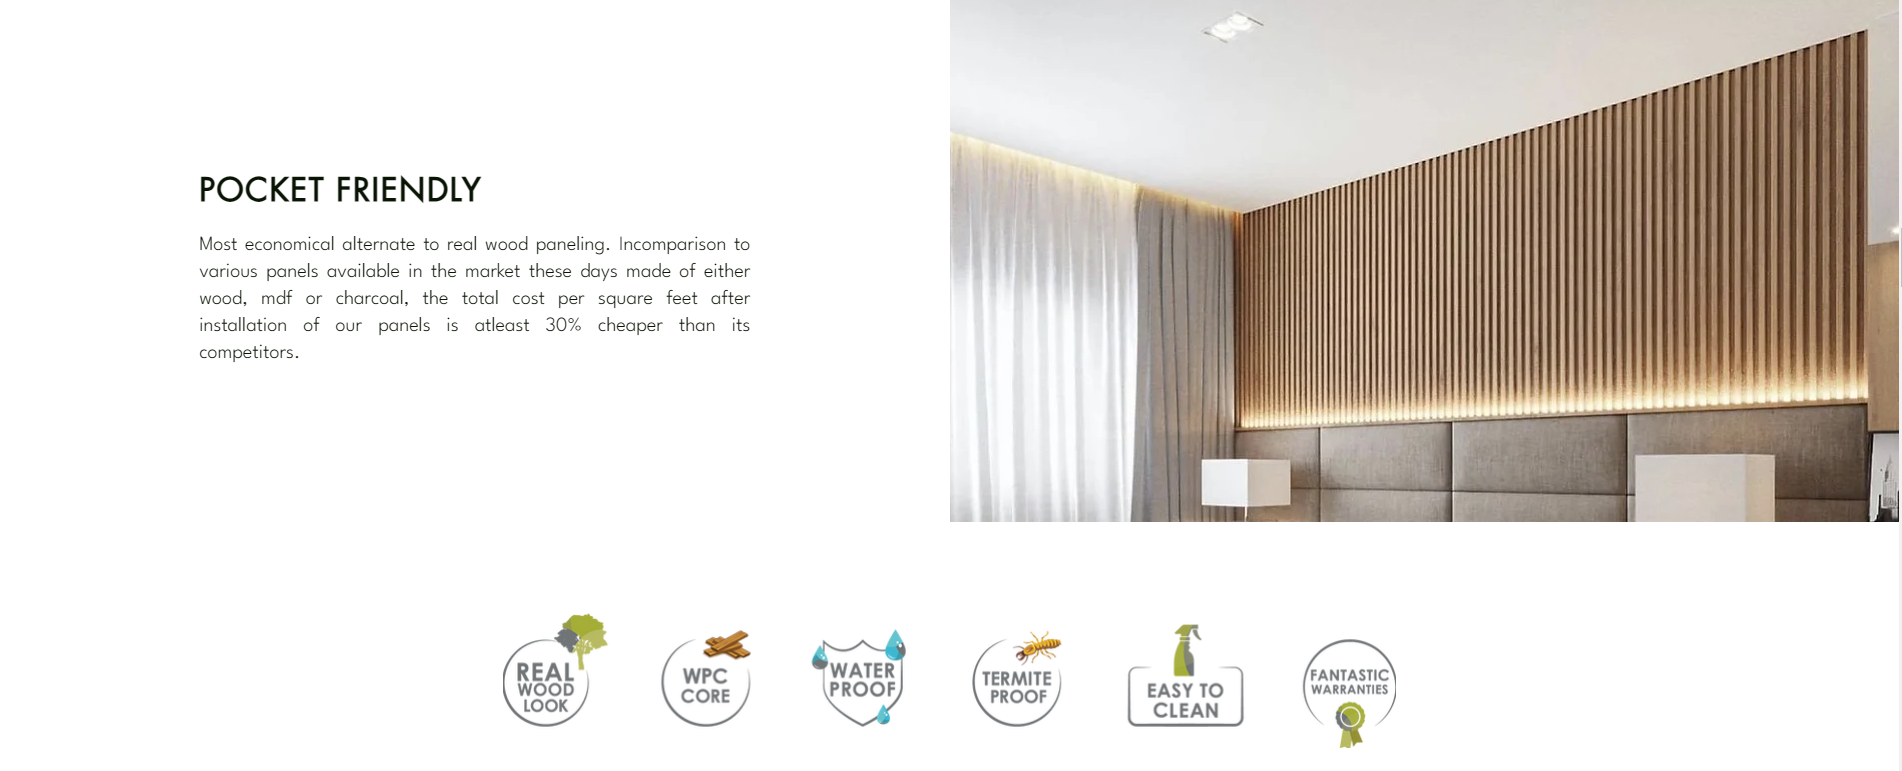 POCKET FRIENDLY
Most economical alternate to real wood paneling. Incomparison to
various panels available in the market these days made of either
wood, mdf or charcoal, the total cost per square feet after
installation of our panels is atleast 30% cheaper than its
competitors.
REAL
WOOD
LOOK
WPC
CORE
WATER
PROOF
TERMITE
PROOF
EASY TO
CLEAN
FANTASTIC
WARRANTIES